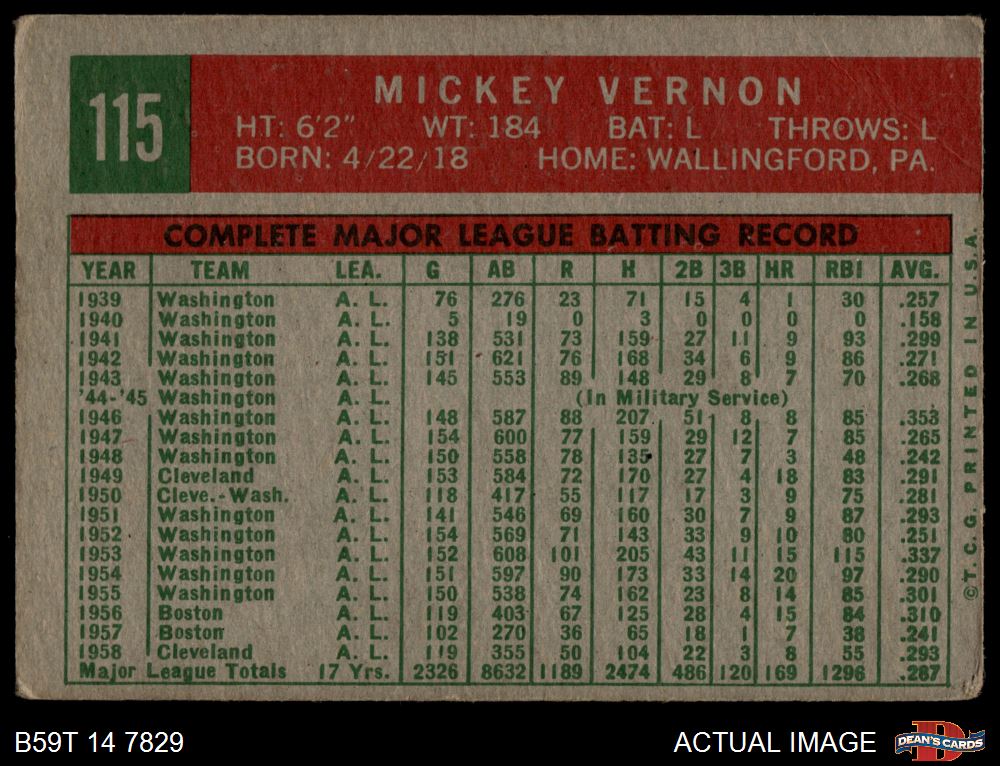 115
MICKEY VERNON
HT: 6'2" WT: 184 BAT: L THROWS: L
BORN: 4/22/18 HOME: WALLINGFORD, PA.
COMPLETE MAJOR LEAGUE BATTING RECORD
YEAR TEAM LEA. G AB R H 2B 3B HR RBI AVG.
1939 Washington A. L. 76 276 23 71 15 4 1 30 .257
1940 Washington A. L. 5 19 0 3 0 0 0 0 .158
1941 Washington A. L. 138 531 73 159 27 11 9 93 .299
1942 Washington A. L. 151 621 76 168 34 6 9 86 .271
1943 Washington A. L. 145 553 89 148 29 8 7 70 .268
'44-'45 Washington A. L. (In Military Service)
1946 Washington A. L. 148 587 88 207 51 8 8 85 .353
1947 Washington A. L. 154 600 77 159 29 12 7 85 .265
1948 Washington A. L. 150 558 78 135 27 7 3 48 .242
1949 Cleveland A. L. 153 584 72 170 27 4 18 83 .291
1950 Cleve.-Wash. A. L. 118 417 55 117 17 3 9 75 .281
1951 Washington A. L. 141 546 69 160 30 7 9 87 .293
1952 Washington A. L. 154 569 71 143 33 9 10 80 .251
1953 Washington A. L. 152 608 101 205 43 11 15 115 .337
1954 Washington A. L. 151 597 90 173 33 14 20 97 .290
1955 Washington A. L. 150 538 74 162 23 8 14 85 .301
1956 Boston A. L. 119 403 67 125 28 4 15 84 .310
1957 Boston A. L. 102 270 36 65 18 1 7 38 .241
1958 Cleveland A. L. 119 355 50 104 22 3 8 55 .293
Major League Totals 17 Yrs. 2326 8632 1189 2474 486 120 169 1296 .287
©T. C. G. PRINTED IN U.S.A.
B59T 14 7829
ACTUAL IMAGE
DEAN'S CARDS